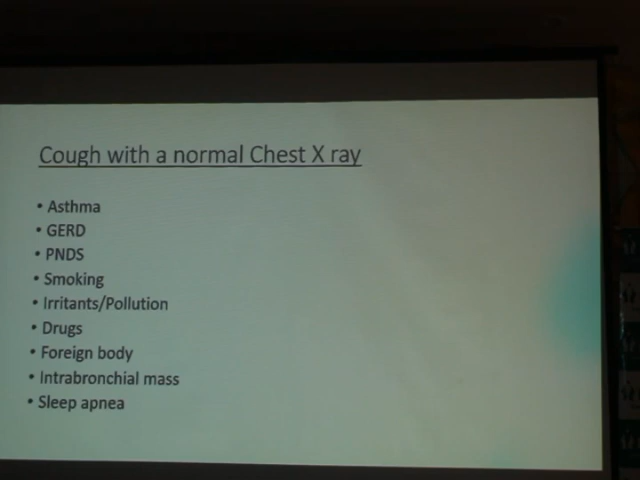 Cough with a normal Chest X ray
• Asthma
• GERD
• PNDS
• Smoking
• Irritants/Pollution
• Drugs
• Foreign body
• Intrabronchial mass
• Sleep apnea